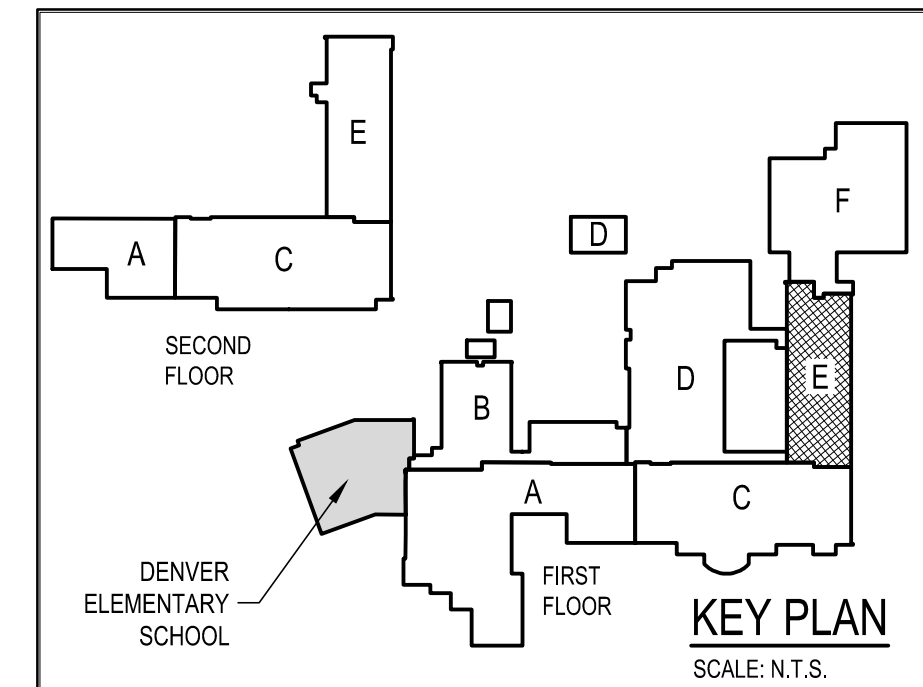 E
A
C
SECOND
FLOOR
F
D
D
E
B
A
C
DENVER
ELEMENTARY
SCHOOL
FIRST
FLOOR
KEY PLAN
SCALE: N.T.S.